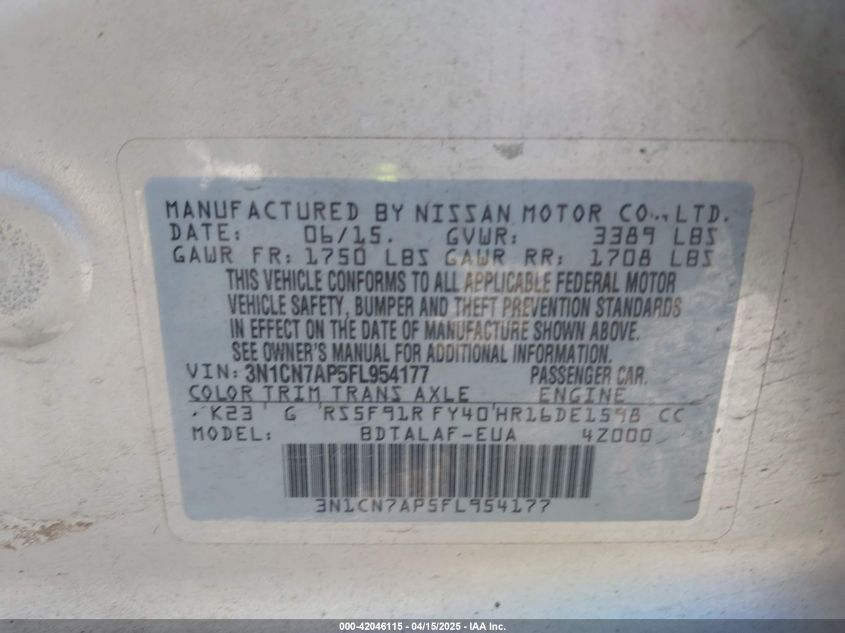 MANUFACTURED BY NISSAN MOTOR CO., LTD.
DATE: 06/15. GVWR: 3389 LBS
GAWR FR: 1750 LBS GAWR RR: 1708 LBS
THIS VEHICLE CONFORMS TO ALL APPLICABLE FEDERAL MOTOR
VEHICLE SAFETY, BUMPER AND THEFT PREVENTION STANDARDS
IN EFFECT ON THE DATE OF MANUFACTURE SHOWN ABOVE.
SEE OWNER'S MANUAL FOR ADDITIONAL INFORMATION.
VIN: 3N1CN7AP5FL954177 PASSENGER CAR.
COLOR TRIM TRANS AXLE ENGINE
K23 G RS5F91R FY40 HR16DE1598 CC
MODEL: BDTALAF-EUA 4Z000
3N1CN7AP5FL954177
000-42046115 - 04/15/2025 - IAA Inc.